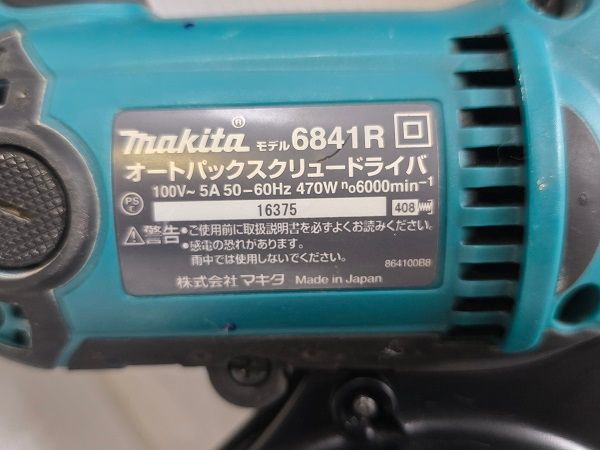 makita® モデル 6841R
オートパックスクリュードライバ
100V～ 5A 50-60Hz 470W n₀6000min⁻¹
PS E 16375 408
⚠警告 •ご使用前に取扱説明書を必ずよくお読みください。
•感電の恐れがあります。
雨中では使用しないでください。
864100B8
株式会社 マキタ Made in Japan